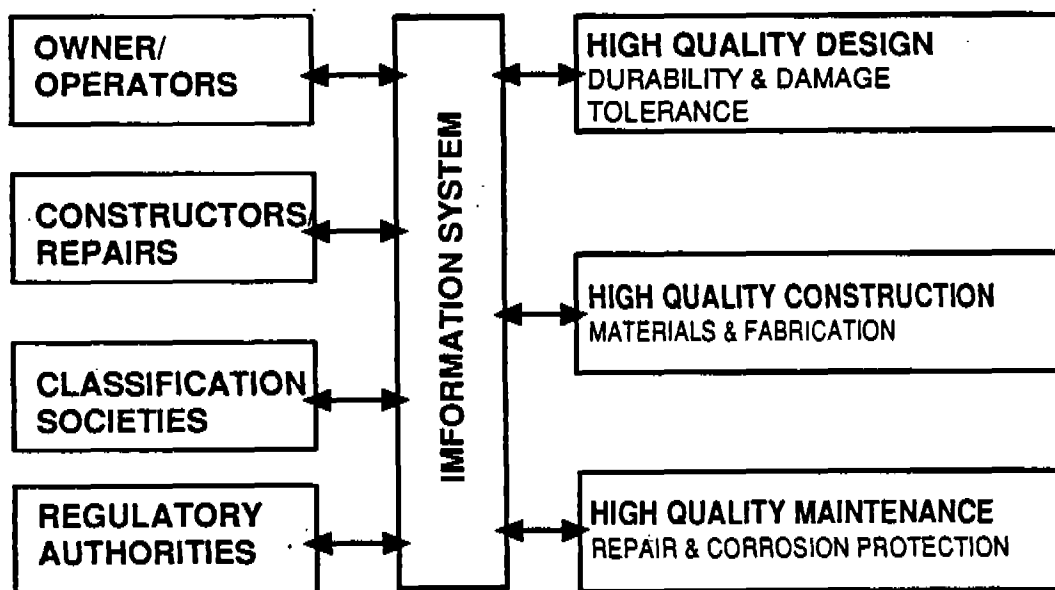 OWNER/
OPERATORS
CONSTRUCTORS/
REPAIRS
CLASSIFICATION
SOCIETIES
REGULATORY
AUTHORITIES
IMFORMATION SYSTEM
HIGH QUALITY DESIGN
DURABILITY & DAMAGE
TOLERANCE
HIGH QUALITY CONSTRUCTION
MATERIALS & FABRICATION
HIGH QUALITY MAINTENANCE
REPAIR & CORROSION PROTECTION